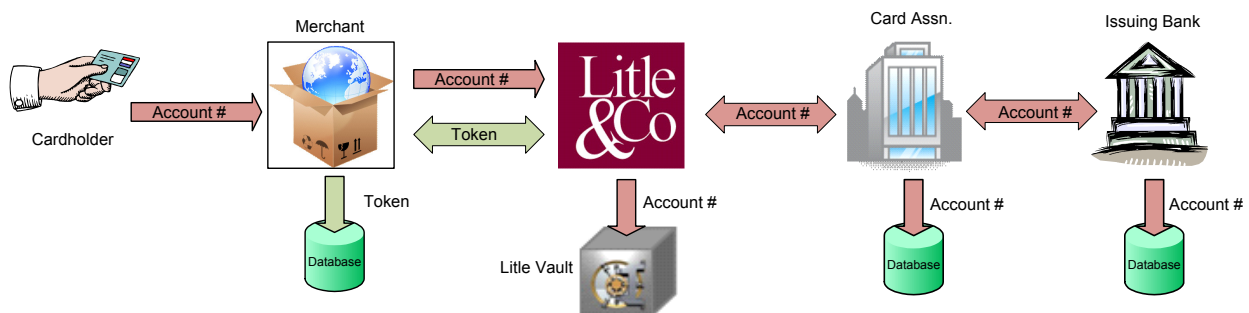 Merchant
Card Assn.
Issuing Bank
Cardholder
Account #
Account #
Token
Litle
&Co
Account #
Account #
Token
Account #
Account #
Account #
Litle Vault
Database
Database
Database